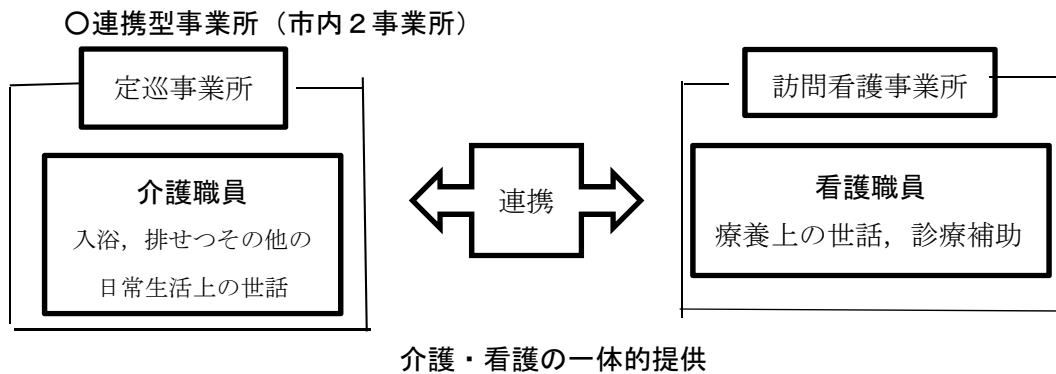 〇連携型事業所（市内２事業所）
定巡事業所
訪問看護事業所
介護職員
入浴，排せつその他の
日常生活上の世話
連携
看護職員
療養上の世話，診療補助
介護・看護の一体的提供